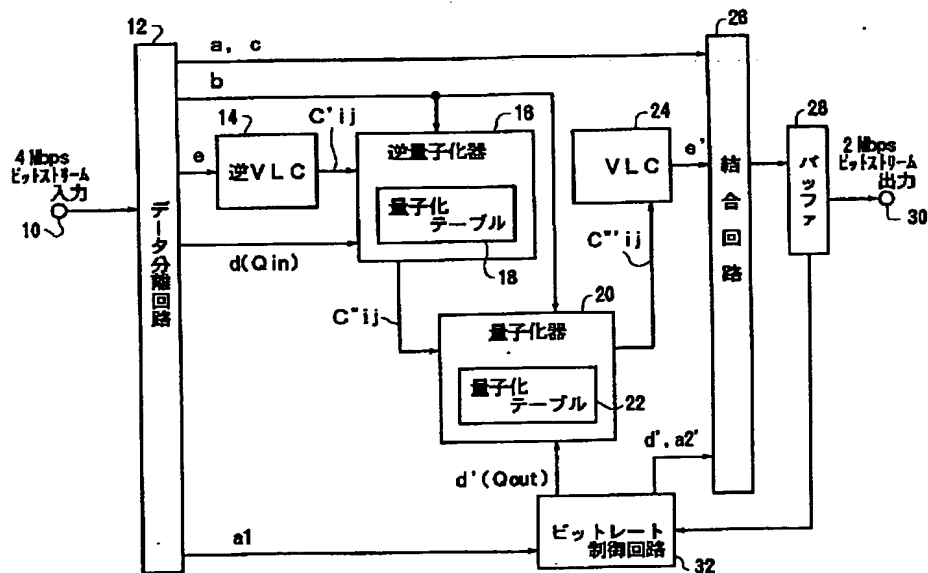 12
26
a, c
b
4 Mbps
ビットストリーム
入力
10
データ分離回路
e
14
逆VLC
C'ij
16
逆量子化器
量子化
テーブル
18
d(Qin)
C"ij
20
量子化器
量子化
テーブル
22
24
VLC
e'
C"'ij
結合回路
28
バッファ
2 Mbps
ビットストリーム
出力
30
d'(Qout)
d', a2'
a1
ビットレート
制御回路
32